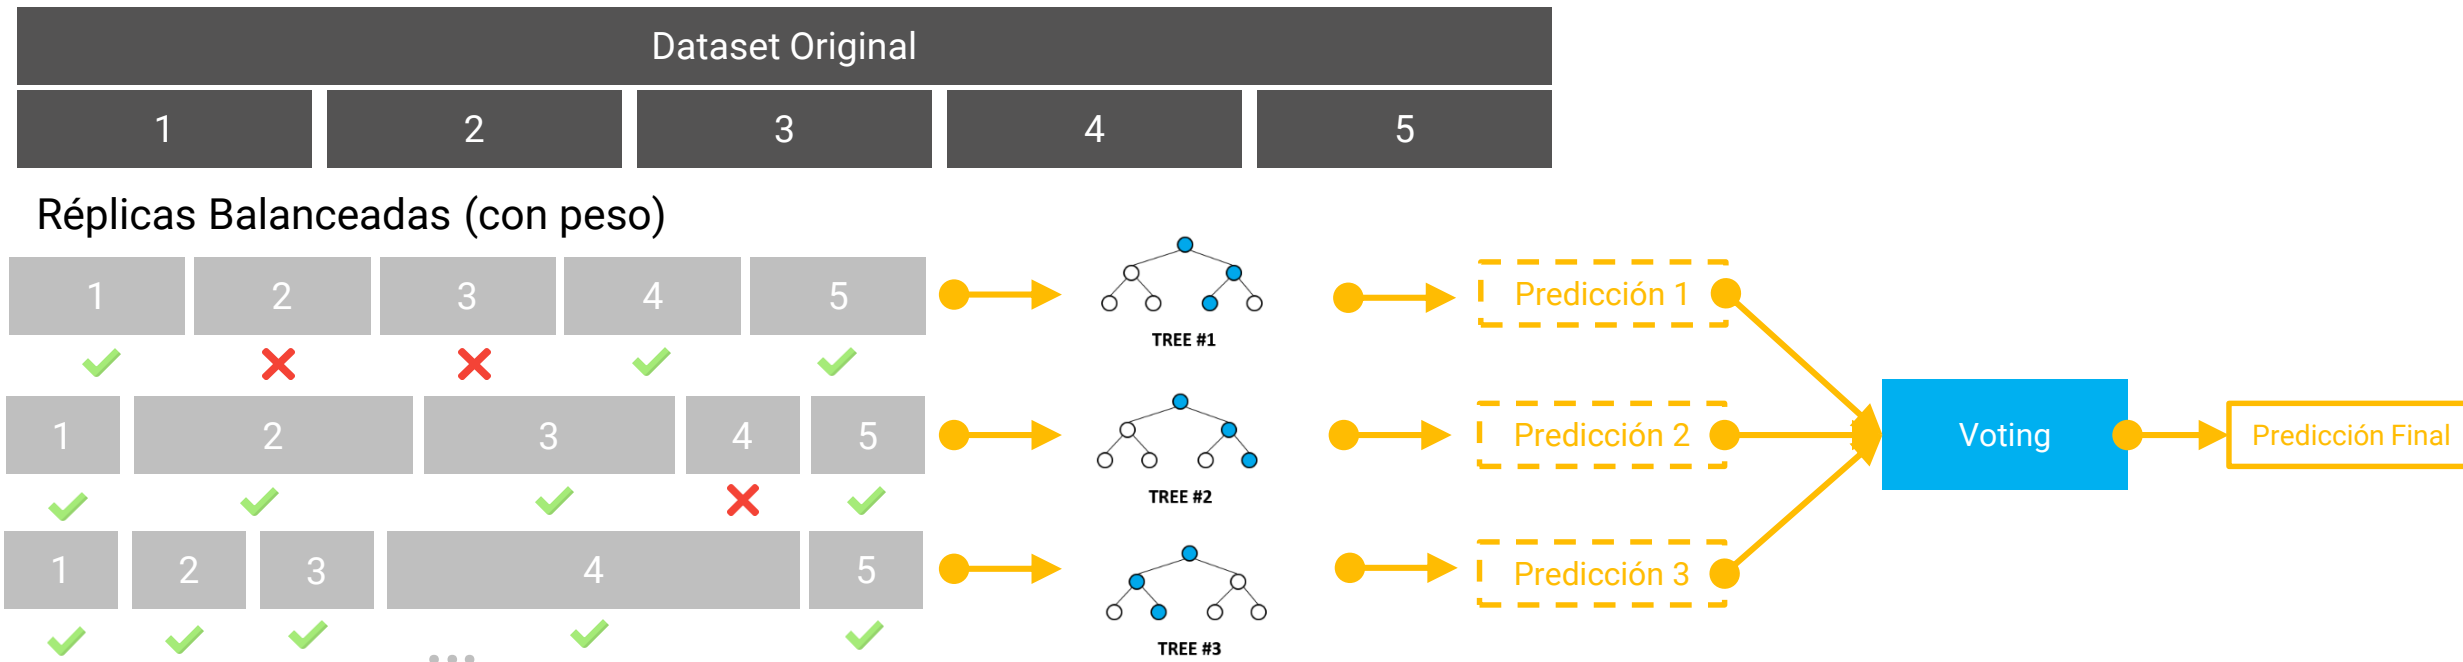 Dataset Original
1 2 3 4 5
Réplicas Balanceadas (con peso)
1 2 3 4 5
TREE #1
Predicción 1
1 2 3 4 5
TREE #2
Predicción 2
Voting
Predicción Final
1 2 3 4 5
TREE #3
Predicción 3
...